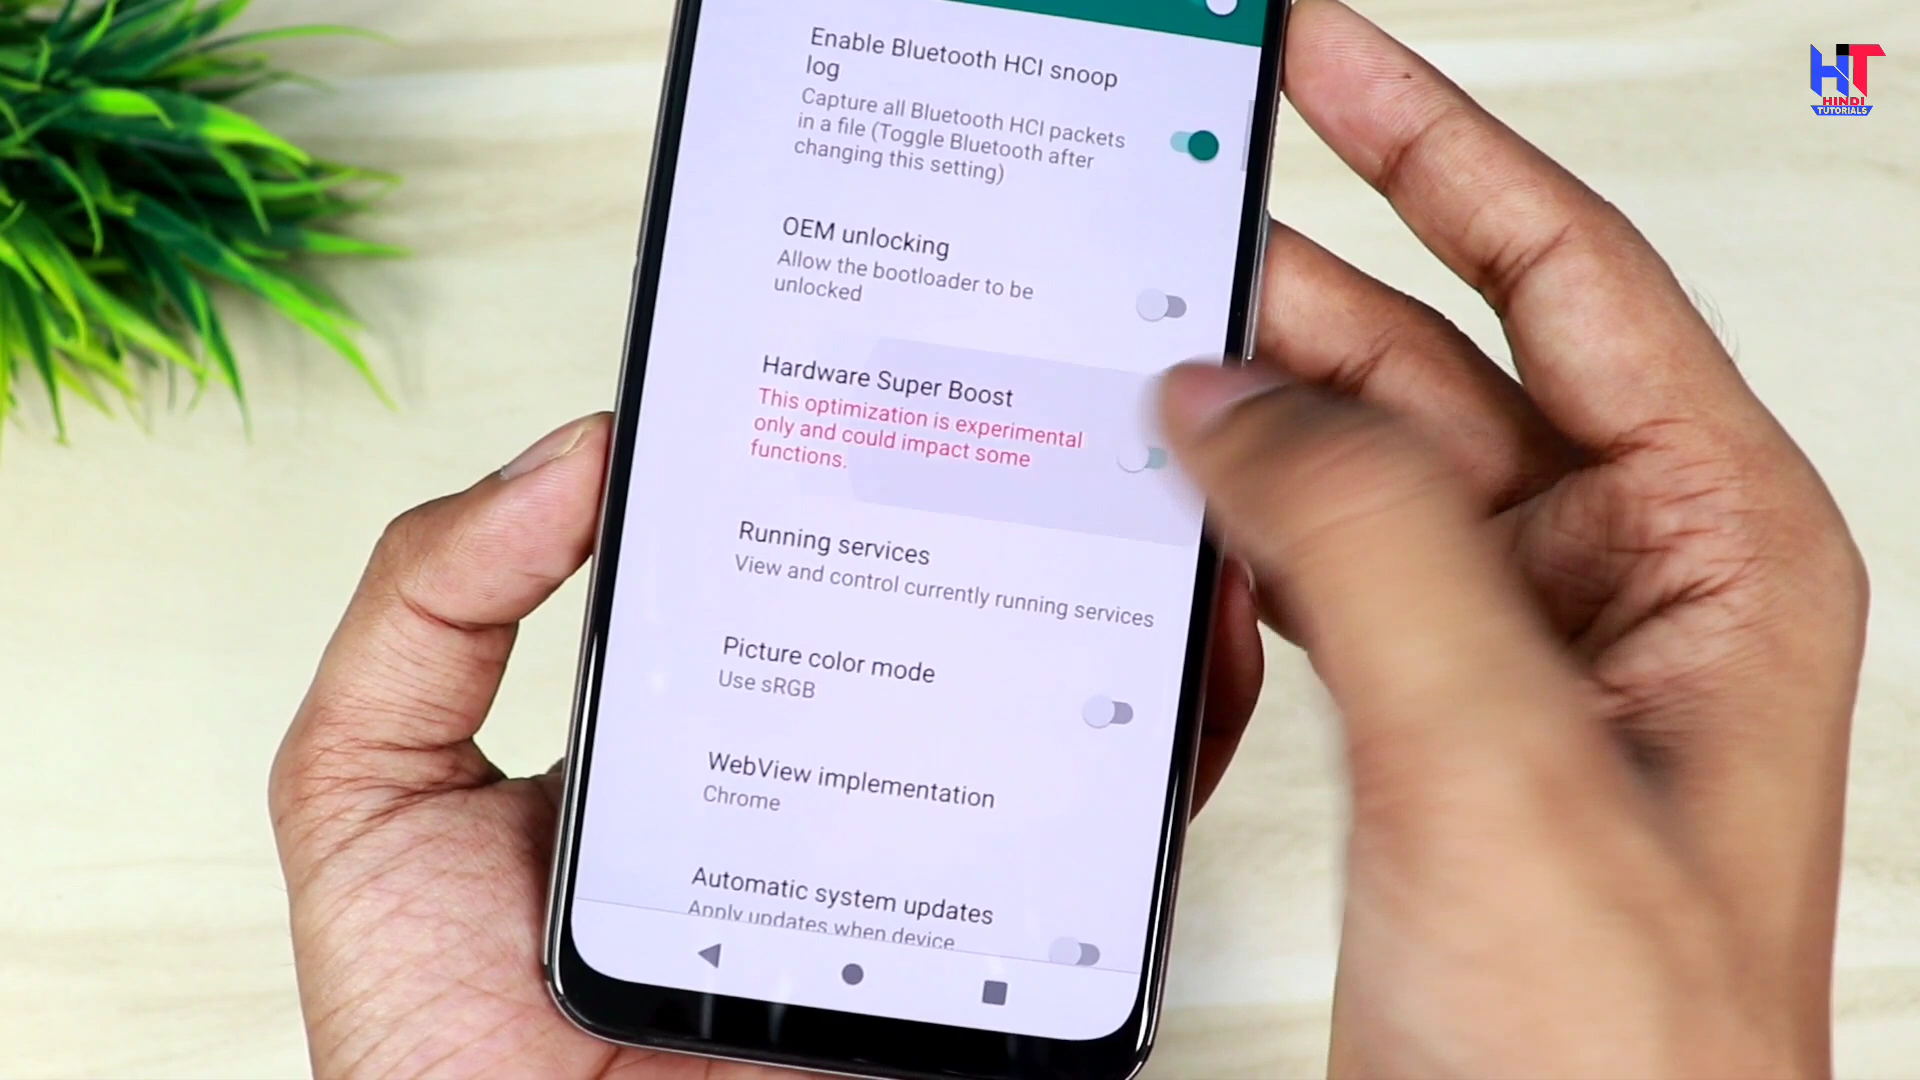 Enable Bluetooth HCI snoop
log
Capture all Bluetooth HCI packets
in a file (Toggle Bluetooth after
changing this setting)
OEM unlocking
Allow the bootloader to be
unlocked
Hardware Super Boost
This optimization is experimental
only and could impact some
functions.
Running services
View and control currently running services
Picture color mode
Use sRGB
WebView implementation
Chrome
Automatic system updates
Apply updates when device
HT
HINDI
TUTORIALS